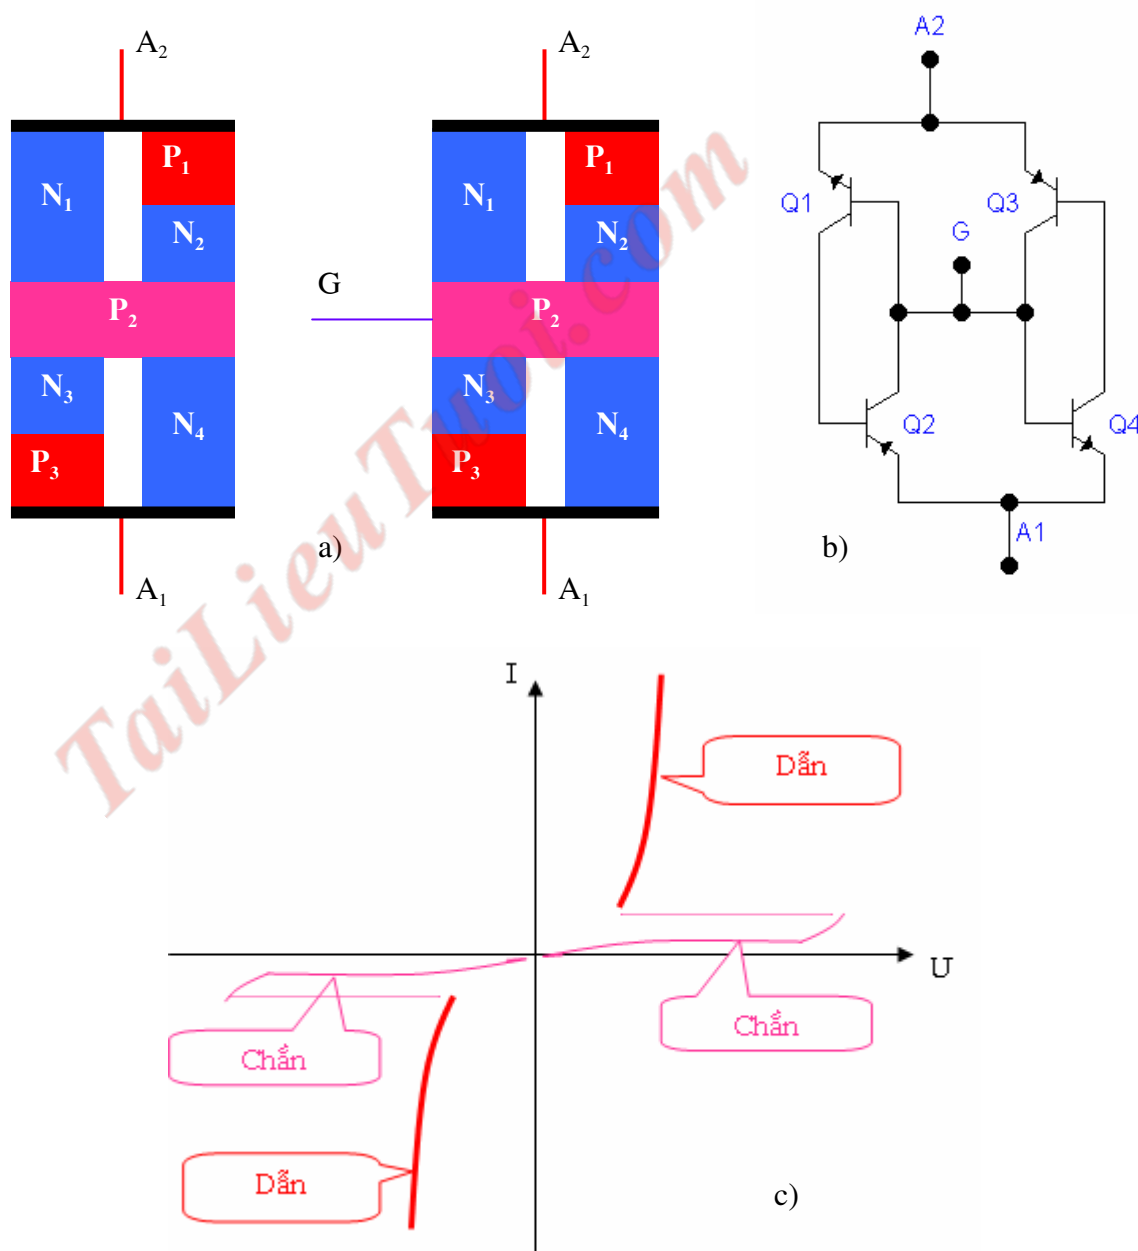 A2
A2
A2
P1
P1
N1
N1
Q1
Q3
N2
N2
G
G
P2
P2
N3
N3
N4
N4
Q2
Q4
P3
P3
a)
b)
A1
A1
A1
TaiLieuTuoi.com
I
Dẫn
U
Chắn
Chắn
Dẫn
c)